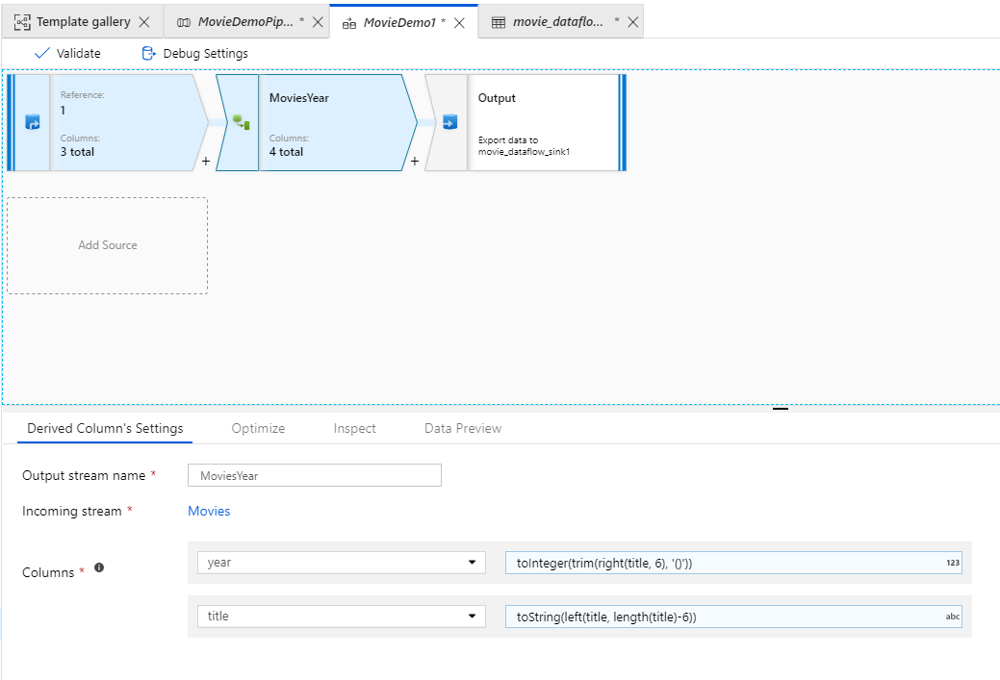 Template gallery
MovieDemoPip... *
MovieDemo1 *
movie_dataflo... *
Validate
Debug Settings
Reference:
1
Columns:
3 total
+
MoviesYear
Columns:
4 total
+
Output
Export data to
movie_dataflow_sink1
Add Source
Derived Column's Settings
Optimize
Inspect
Data Preview
Output stream name *
MoviesYear
Incoming stream *
Movies
Columns *
year
toInteger(trim(right(title, 6), '()'))
123
title
toString(left(title, length(title)-6))
abc